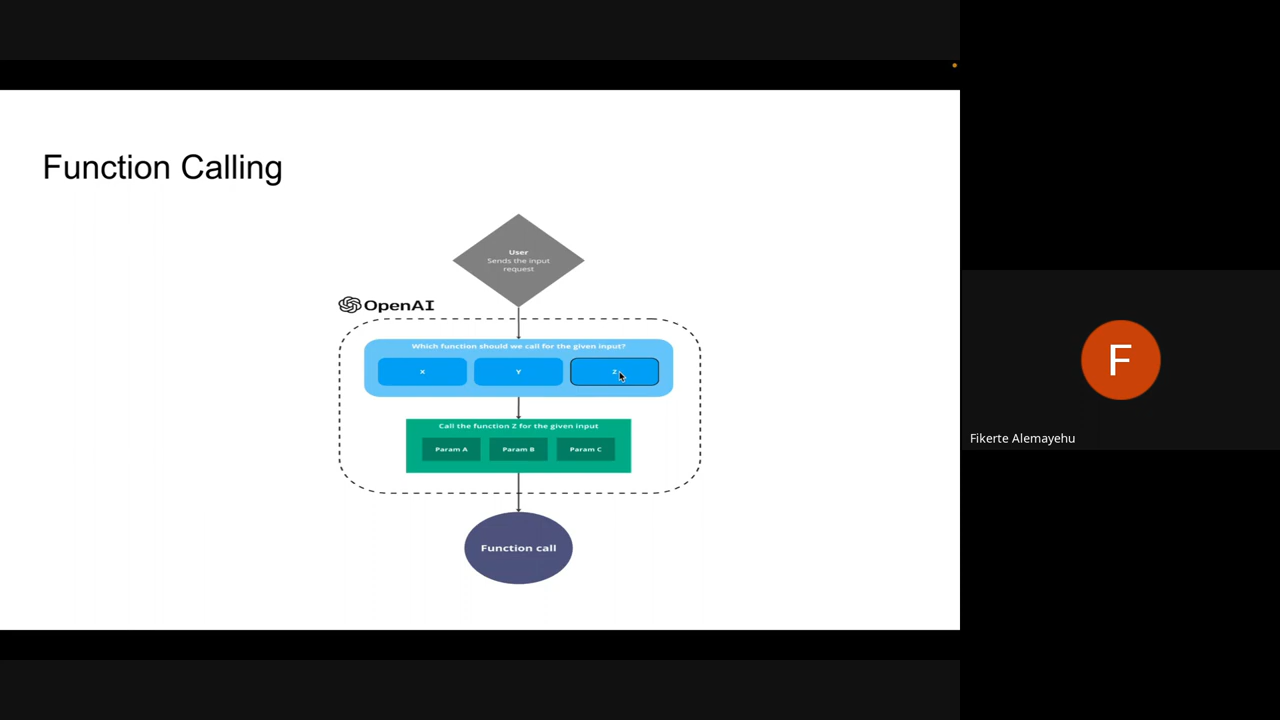 Function Calling
User
Sends the input
request
OpenAI
Which function should we call for the given input?
X
Y
Z
Call the function Z for the given input
Param A
Param B
Param C
Function call
F
Fikerte Alemayehu